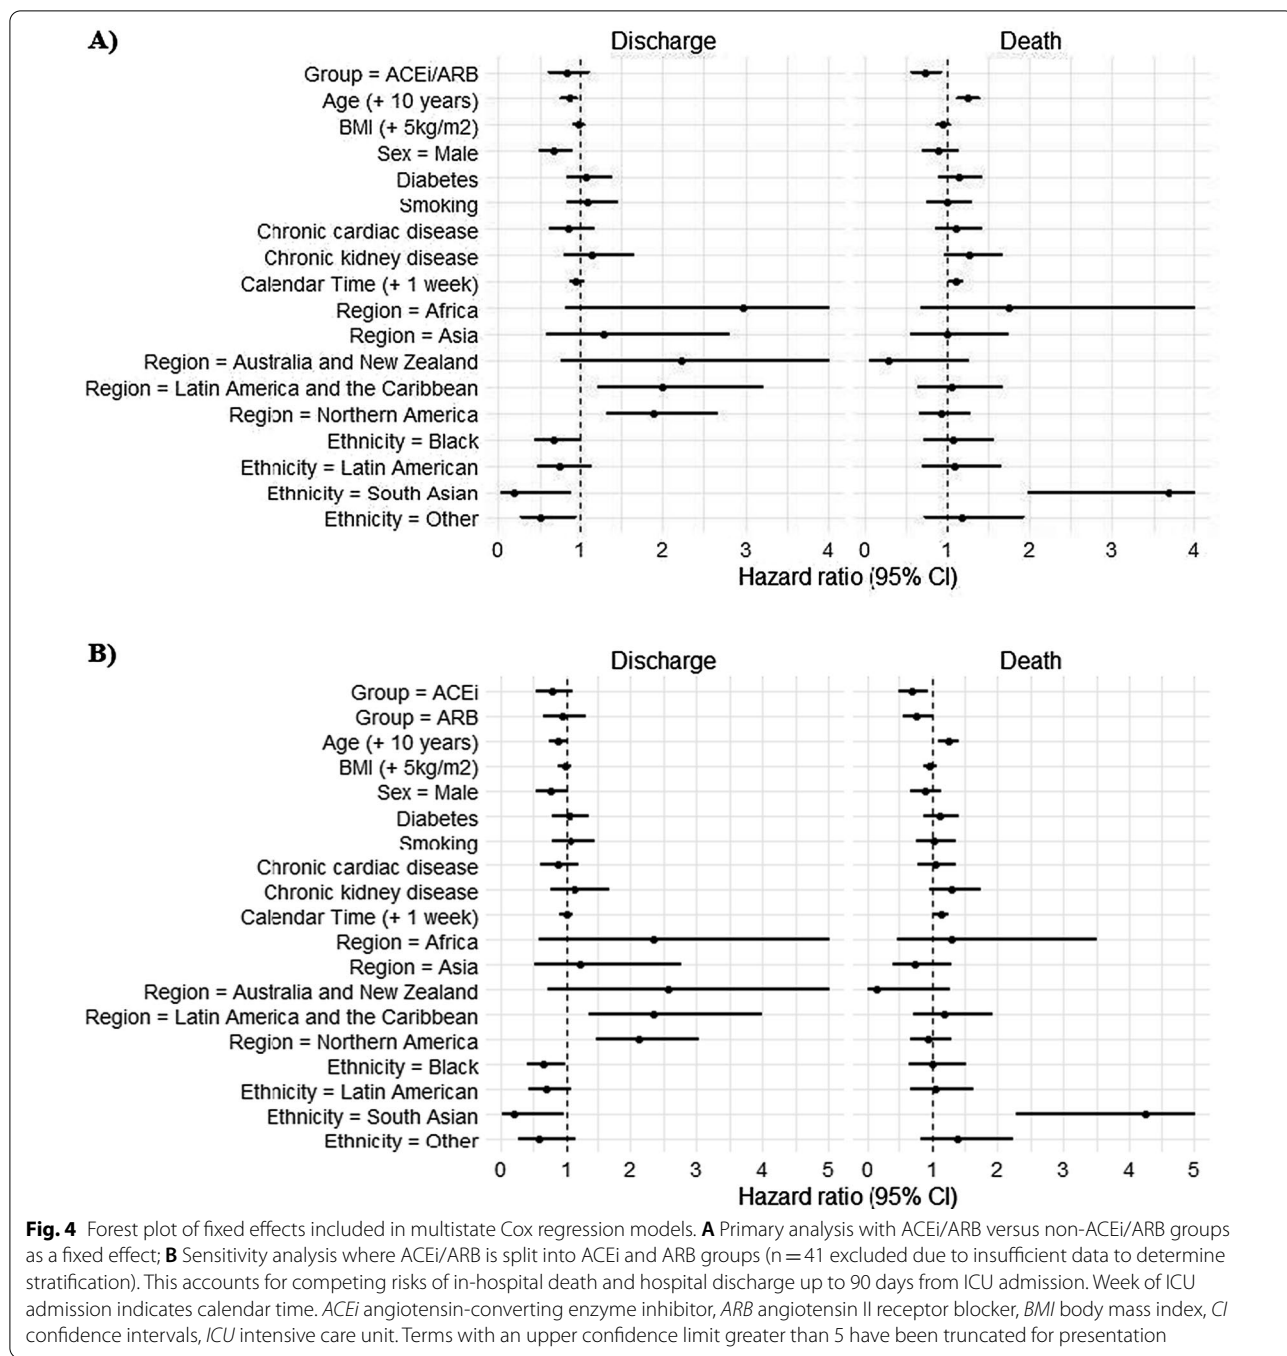 A)
Discharge Death
Group = ACEi/ARB
Age (+ 10 years)
BMI (+ 5kg/m2)
Sex = Male
Diabetes
Smoking
Chronic cardiac disease
Chronic kidney disease
Calendar Time (+ 1 week)
Region = Africa
Region = Asia
Region = Australia and New Zealand
Region = Latin America and the Caribbean
Region = Northern America
Ethnicity = Black
Ethnicity = Latin American
Ethnicity = South Asian
Ethnicity = Other
0 1 2 3 4 0 1 2 3 4
Hazard ratio (95% CI)
B)
Discharge Death
Group = ACEi
Group = ARB
Age (+ 10 years)
BMI (+ 5kg/m2)
Sex = Male
Diabetes
Smoking
Chronic cardiac disease
Chronic kidney disease
Calendar Time (+ 1 week)
Region = Africa
Region = Asia
Region = Australia and New Zealand
Region = Latin America and the Caribbean
Region = Northern America
Ethnicity = Black
Ethnicity = Latin American
Ethnicity = South Asian
Ethnicity = Other
0 1 2 3 4 5 0 1 2 3 4 5
Hazard ratio (95% CI)
Fig. 4 Forest plot of fixed effects included in multistate Cox regression models. A Primary analysis with ACEi/ARB versus non-ACEi/ARB groups
as a fixed effect; B Sensitivity analysis where ACEi/ARB is split into ACEi and ARB groups (n = 41 excluded due to insufficient data to determine
stratification). This accounts for competing risks of in-hospital death and hospital discharge up to 90 days from ICU admission. Week of ICU
admission indicates calendar time. ACEi angiotensin-converting enzyme inhibitor, ARB angiotensin II receptor blocker, BMI body mass index, CI
confidence intervals, ICU intensive care unit. Terms with an upper confidence limit greater than 5 have been truncated for presentation